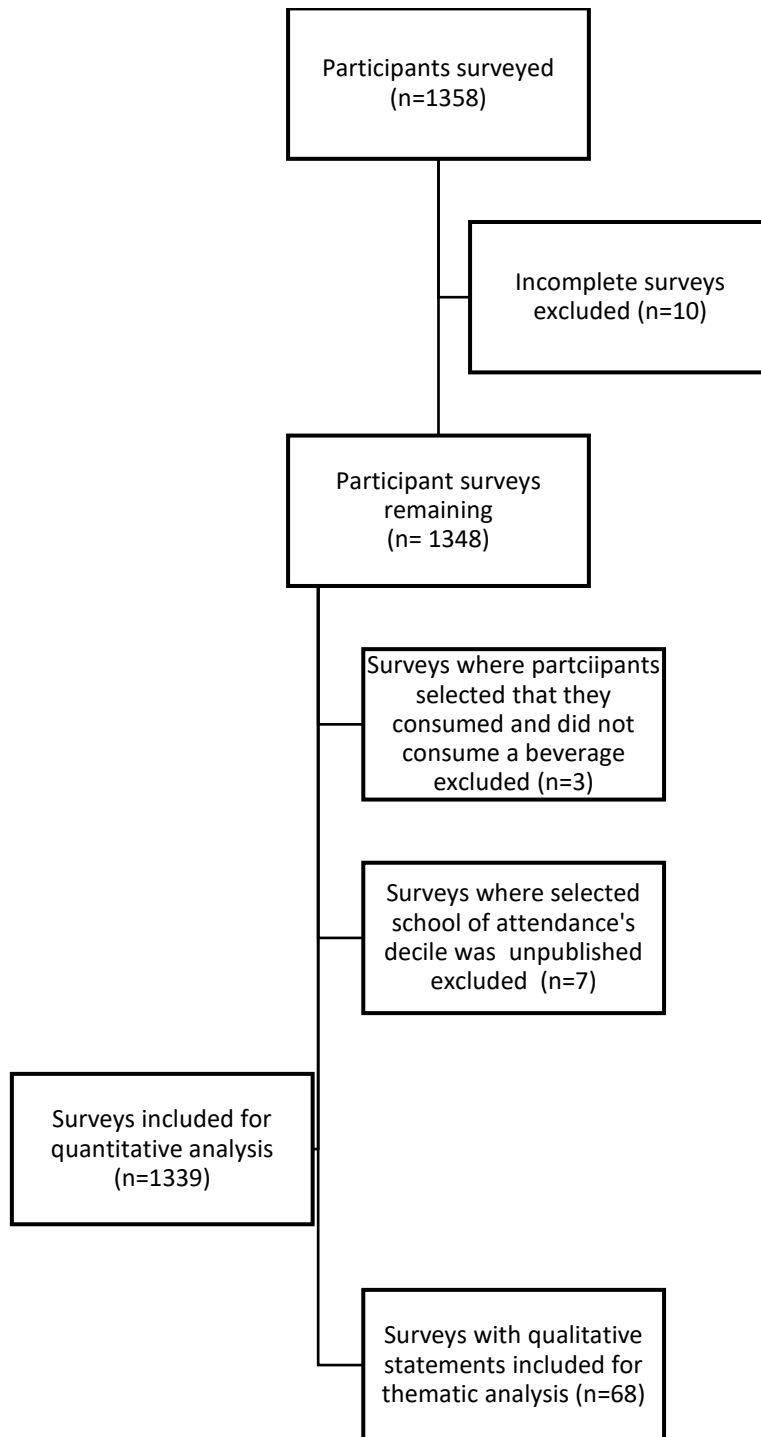 Participants surveyed
(n=1358)
Incomplete surveys
excluded (n=10)
Participant surveys
remaining
(n= 1348)
Surveys where partciipants
selected that they
consumed and did not
consume a beverage
excluded (n=3)
Surveys where selected
school of attendance's
decile was  unpublished
excluded  (n=7)
Surveys included for
quantitative analysis
(n=1339)
Surveys with qualitative
statements included for
thematic analysis (n=68)